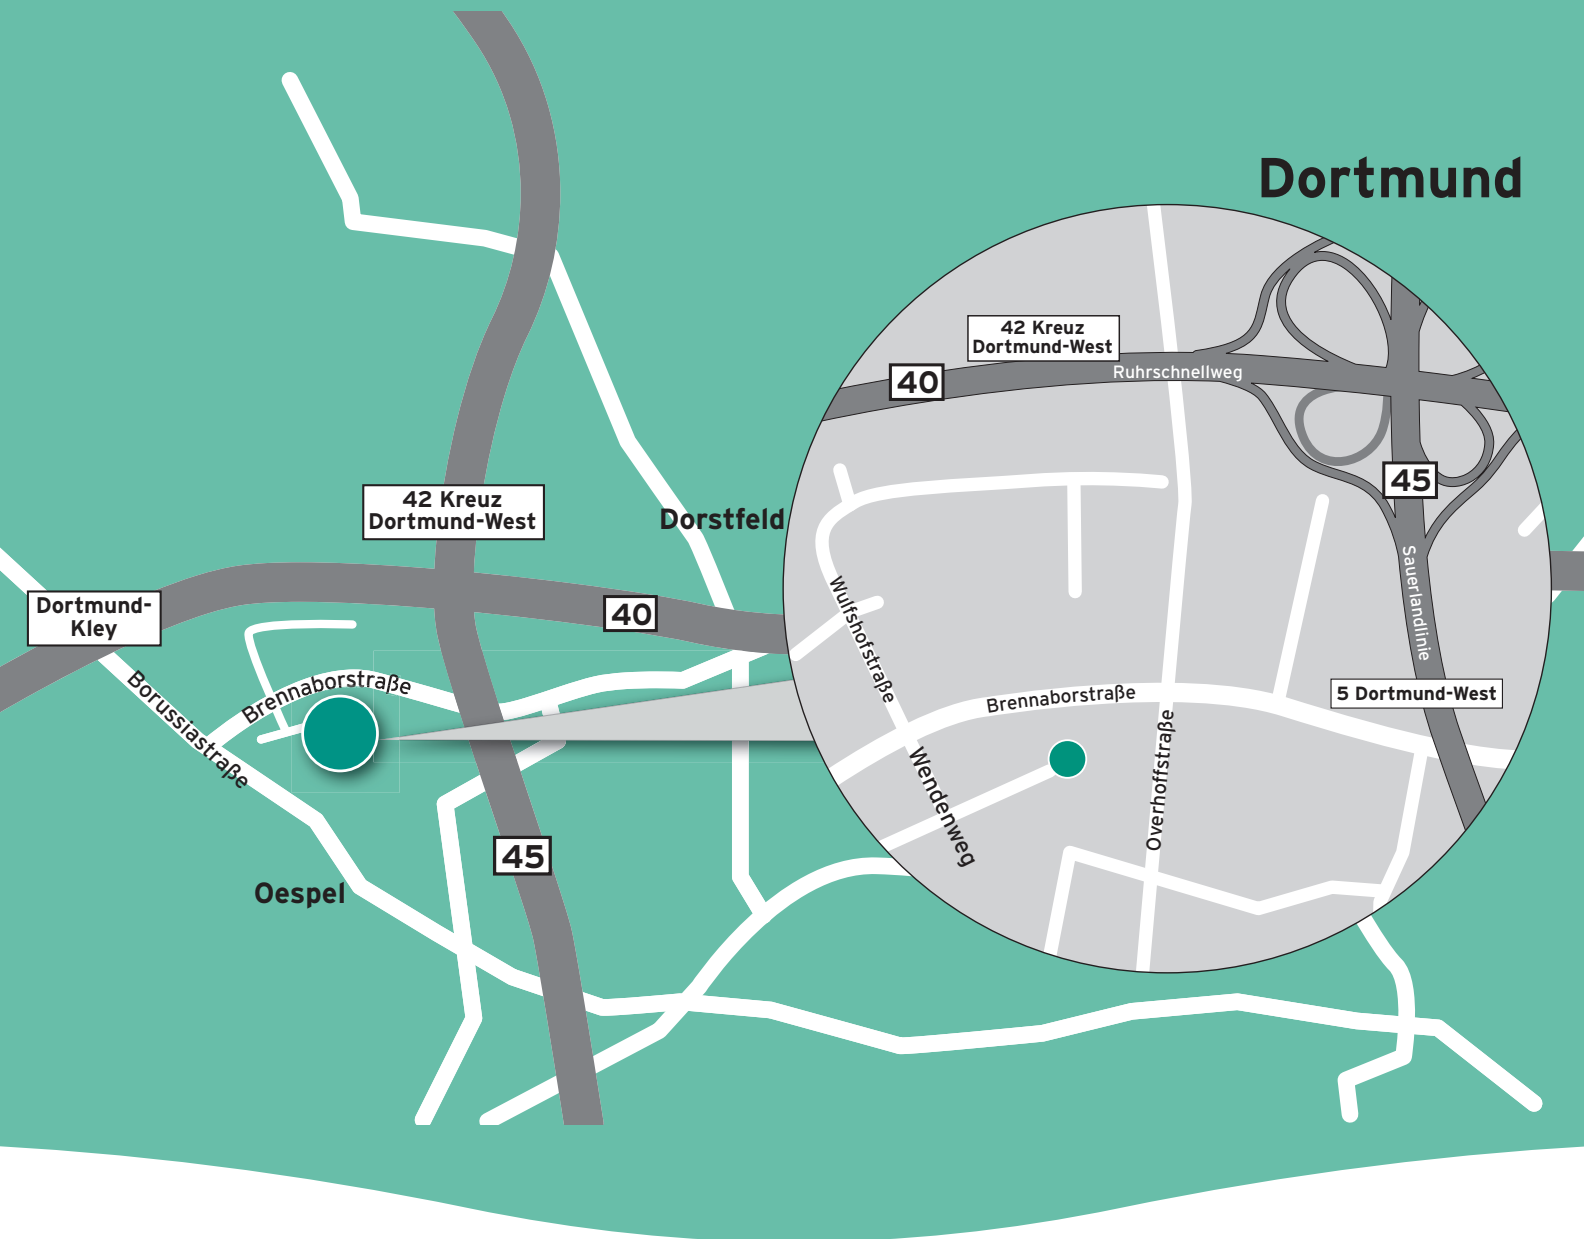 Dortmund
42 Kreuz
Dortmund-West
Ruhrschnellweg
40
45
42 Kreuz
Dortmund-West
Dorstfeld
Sauerlandlinie
Dortmund-
Kley
40
Wulfshofstraße
Borussiastraße
Brennaborstraße
Brennaborstraße
5 Dortmund-West
Overhoffstraße
Wendenweg
45
Oespel